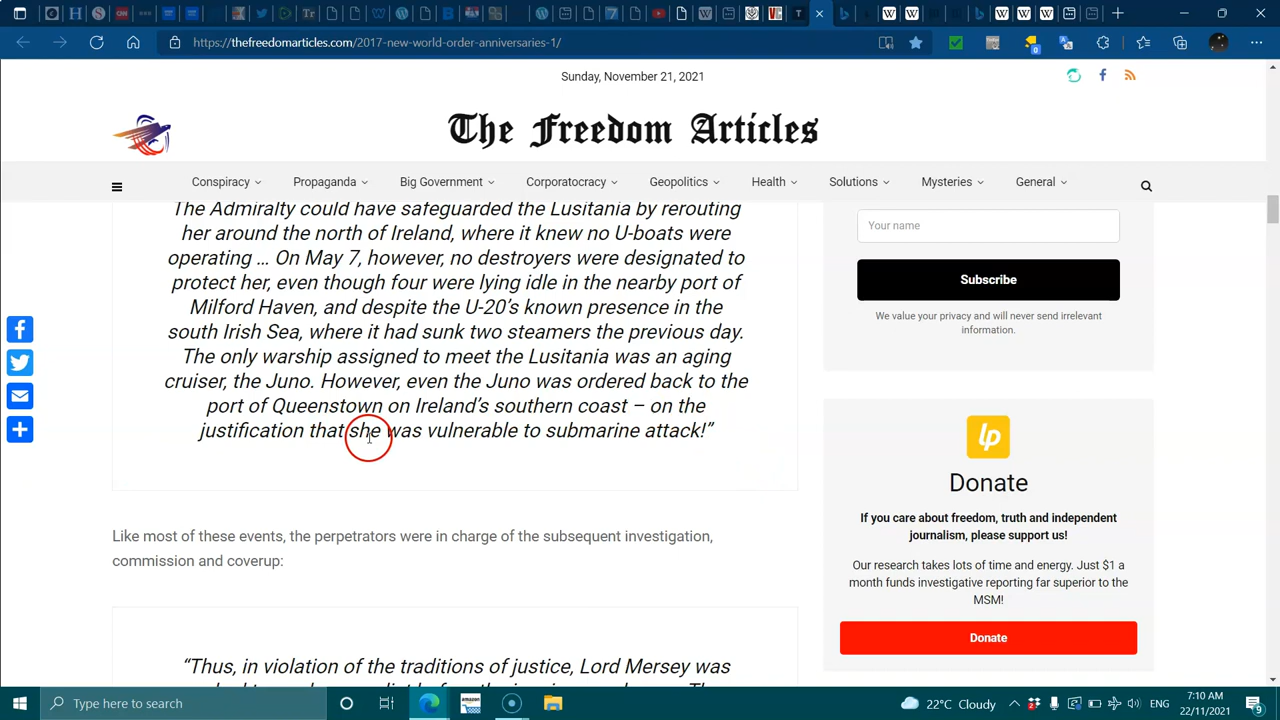 https://thefreedomarticles.com/2017-new-world-order-anniversaries-1/
Sunday, November 21, 2021
The Freedom Articles
Conspiracy Propaganda Big Government Corporatocracy Geopolitics Health Solutions Mysteries General
The Admiralty could have safeguarded the Lusitania by rerouting
her around the north of Ireland, where it knew no U-boats were
operating … On May 7, however, no destroyers were designated to
protect her, even though four were lying idle in the nearby port of
Milford Haven, and despite the U-20’s known presence in the
south Irish Sea, where it had sunk two steamers the previous day.
The only warship assigned to meet the Lusitania was an aging
cruiser, the Juno. However, even the Juno was ordered back to the
port of Queenstown on Ireland’s southern coast – on the
justification that she was vulnerable to submarine attack!”
Like most of these events, the perpetrators were in charge of the subsequent investigation,
commission and coverup:
“Thus, in violation of the traditions of justice, Lord Mersey was
Your name
Subscribe
We value your privacy and will never send irrelevant
information.
lp
Donate
If you care about freedom, truth and independent
journalism, please support us!
Our research takes lots of time and energy. Just $1 a
month funds investigative reporting far superior to the
MSM!
Donate
Type here to search
22°C Cloudy
ENG
7:10 AM
22/11/2021